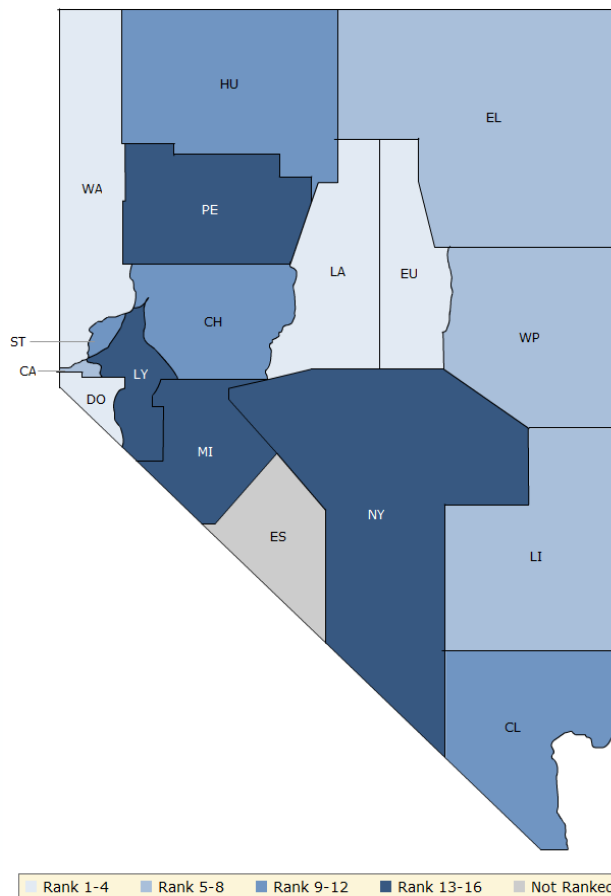 HU
EL
WA
PE
LA
EU
CH
ST
WP
CA
LY
DO
MI
NY
ES
LI
CL
Rank 1-4 Rank 5-8 Rank 9-12 Rank 13-16 Not Ranked